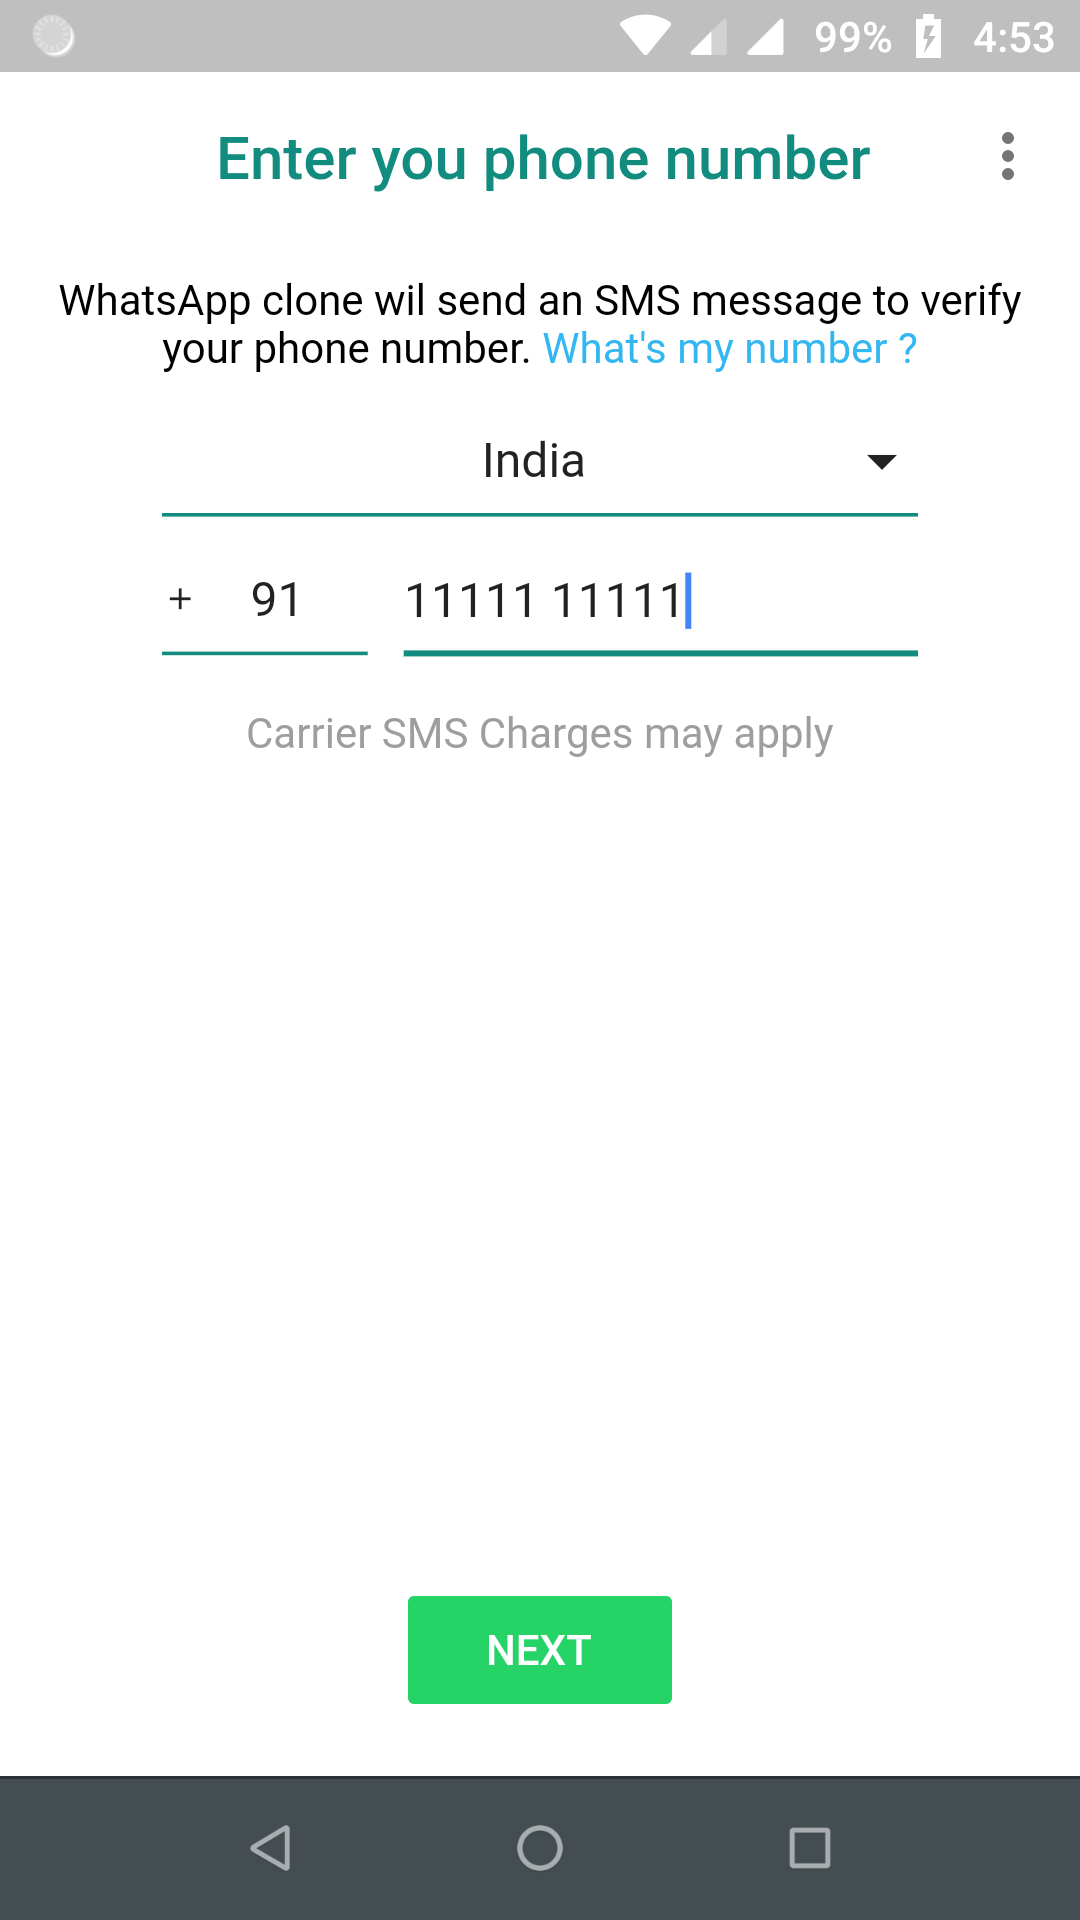 99% 4:53
Enter you phone number
WhatsApp clone wil send an SMS message to verify
your phone number. What's my number ?
India
+ 91 11111 11111
Carrier SMS Charges may apply
NEXT